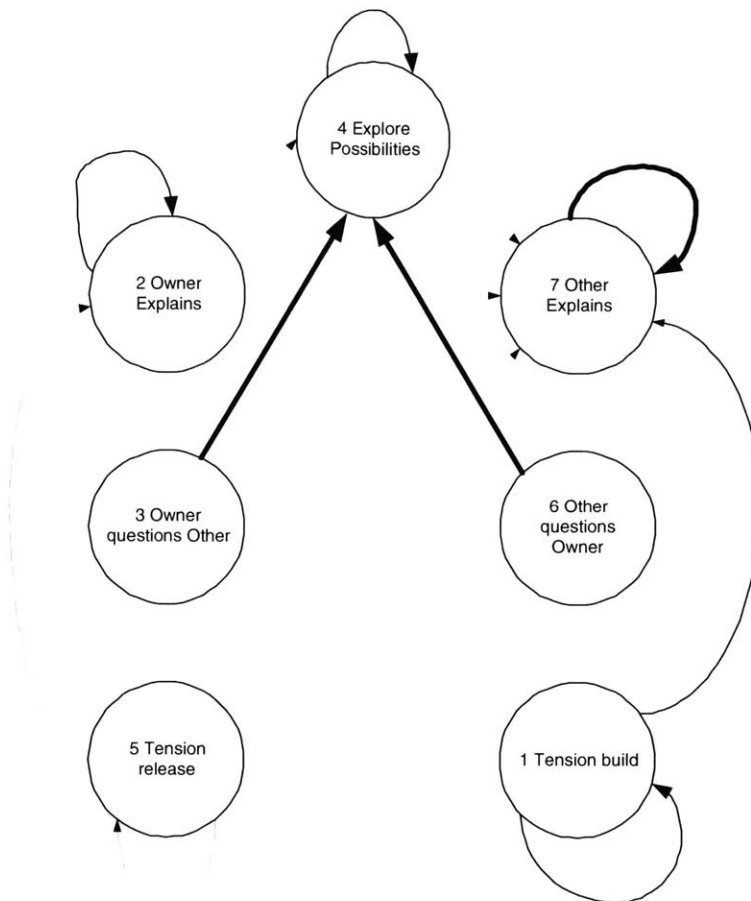 4 Explore
Possibilities
2 Owner
Explains
7 Other
Explains
3 Owner
questions Other
6 Other
questions
Owner
5 Tension
release
1 Tension build